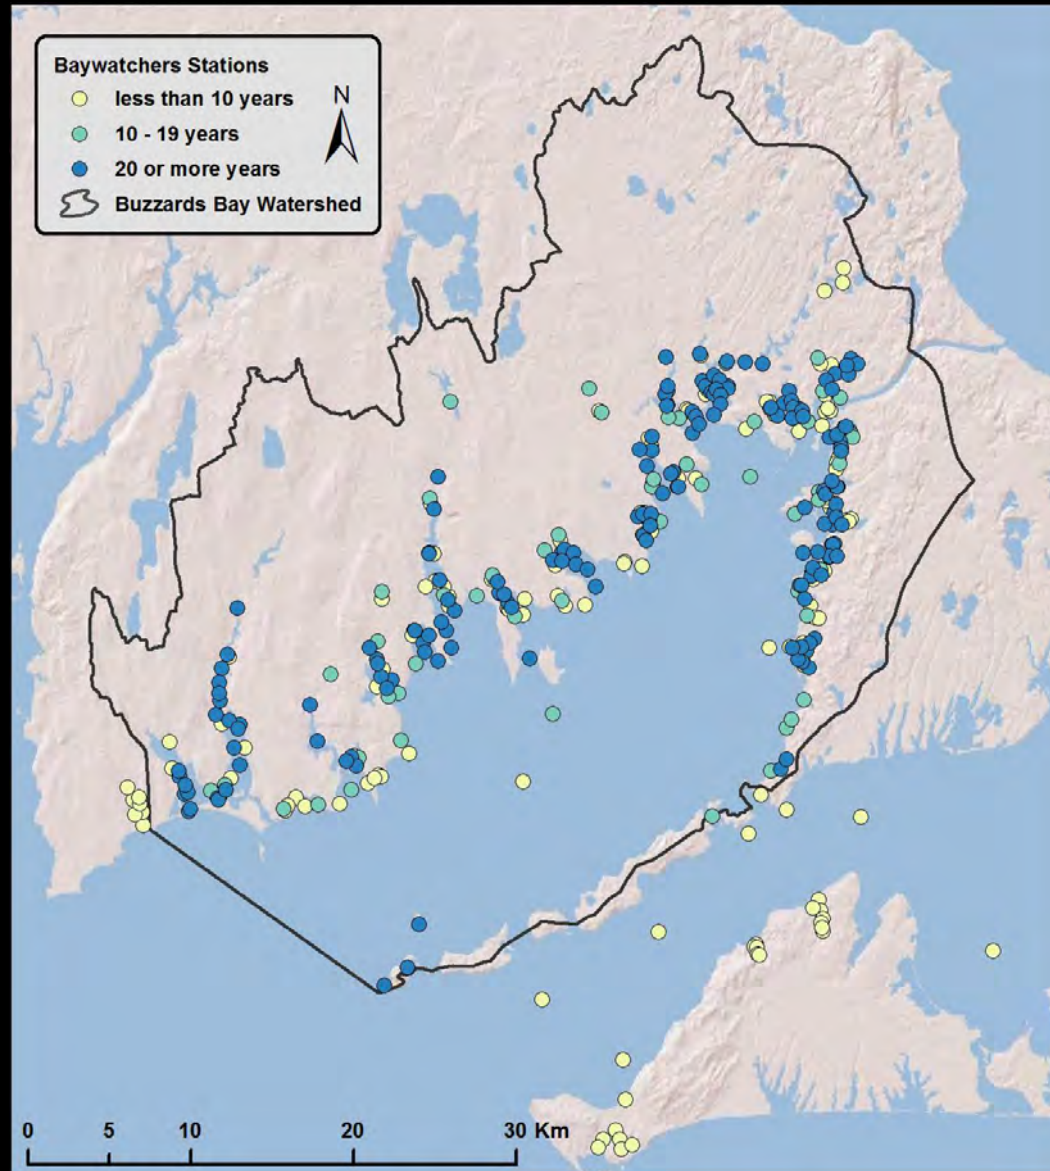 Baywatchers Stations
less than 10 years
10 - 19 years
20 or more years
Buzzards Bay Watershed
N
0 5 10 20 30 Km